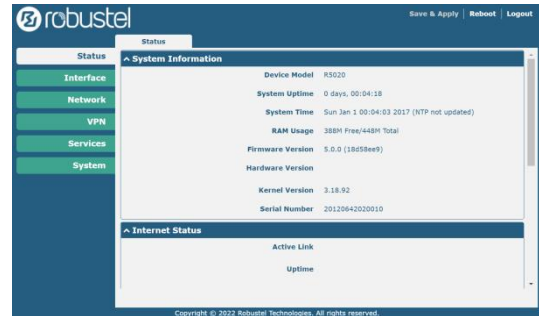 robustel
Save & Apply | Reboot | Logout
Status
Status
Interface
Network
VPN
Services
System
System Information
Device Model R5020
System Uptime 0 days, 00:04:18
System Time Sun Jan 1 00:04:03 2017 (NTP not updated)
RAM Usage 388M Free/448M Total
Firmware Version 5.0.0 (18d58ee9)
Hardware Version
Kernel Version 3.18.92
Serial Number 20120642020010
Internet Status
Active Link
Uptime
Copyright © 2022 Robustel Technologies. All rights reserved.